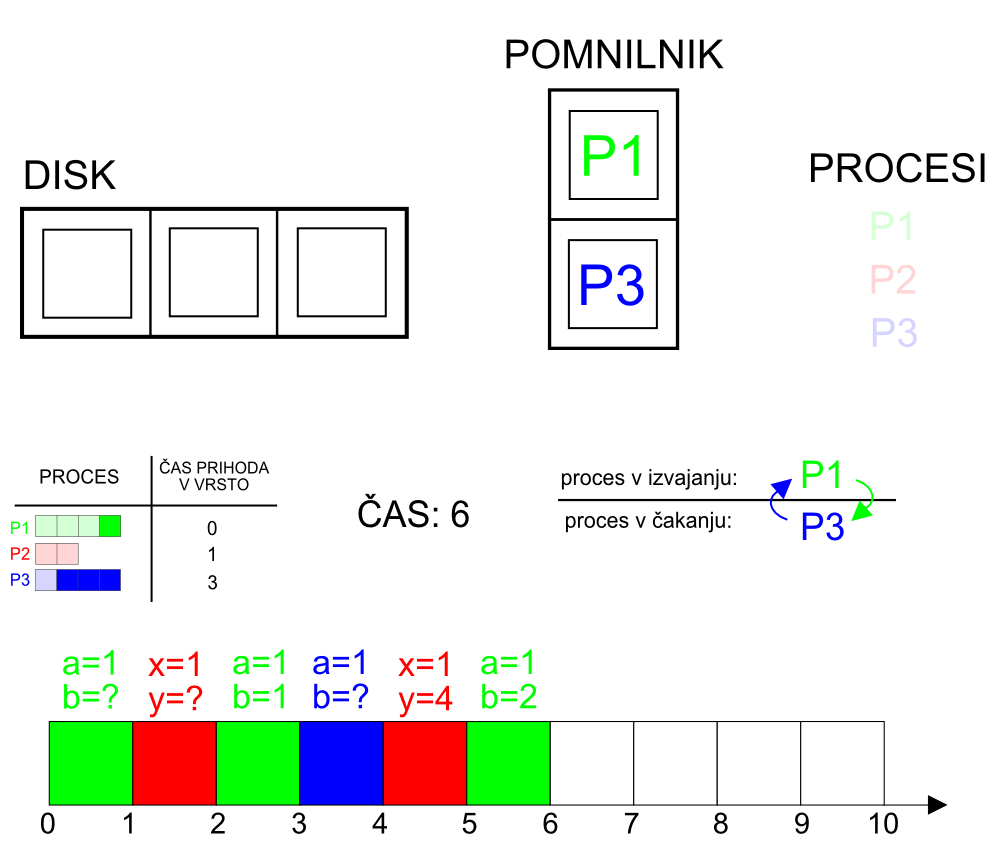 POMNILNIK
P1
P3
DISK
PROCESI
P1
P2
P3
PROCES
ČAS PRIHODA
V VRSTO
P1 0
P2 1
P3 3
ČAS: 6
proces v izvajanju: P1
proces v čakanju: P3
a=1 x=1 a=1 a=1 x=1 a=1
b=? y=? b=1 b=? y=4 b=2
0 1 2 3 4 5 6 7 8 9 10